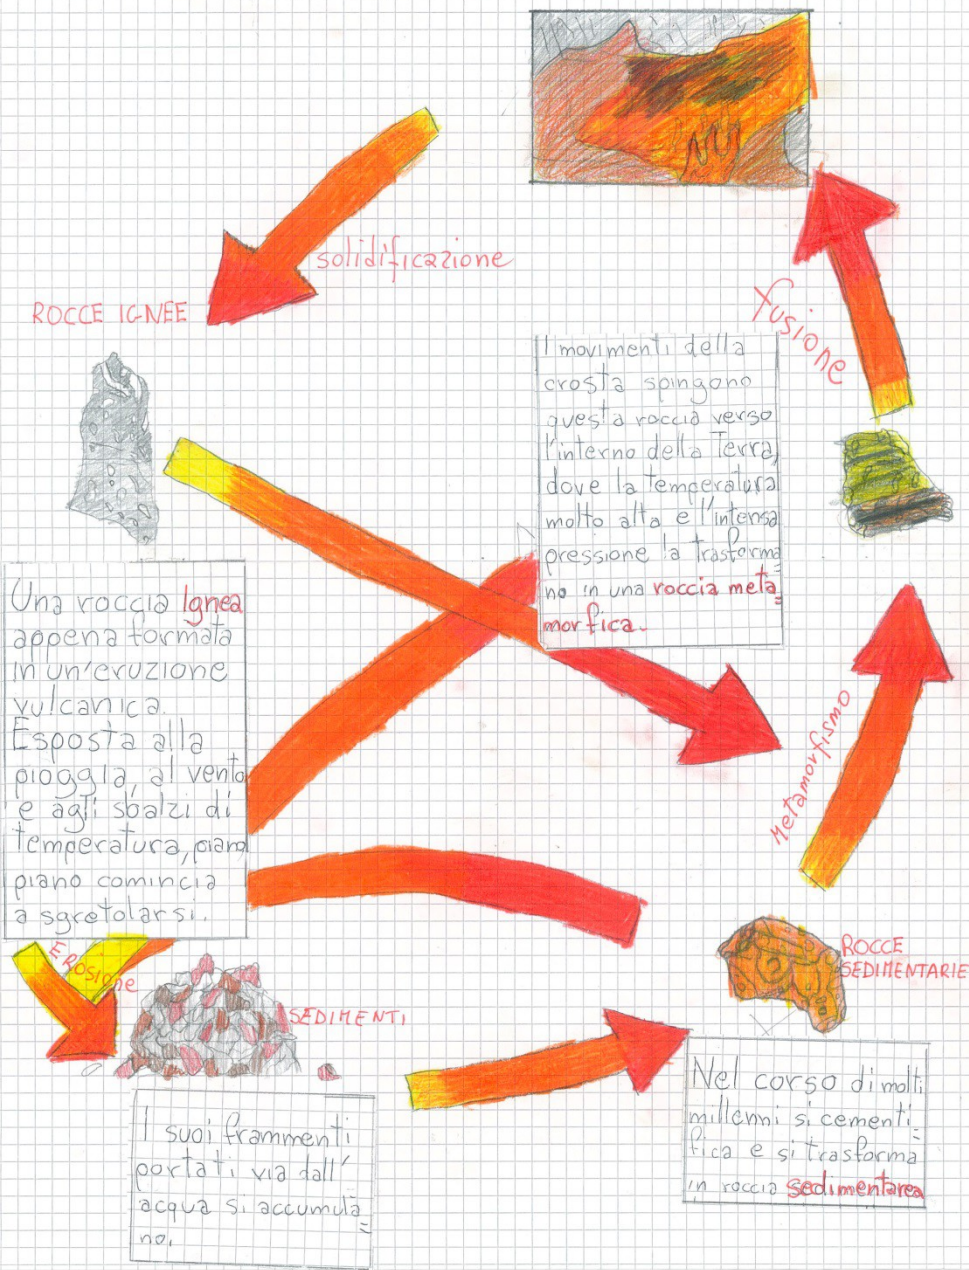 solidificazione
ROCCE IGNEE
fusione
I movimenti della
crosta spingono
questa roccia verso
l'interno della Terra,
dove la temperatura
molto alta e l'intensa
pressione la trasforma=
no in una roccia meta=
morfica.
Una roccia Ignea
appena formata
in un'eruzione
vulcanica.
Esposta alla
pioggia, al vento
e agli sbalzi di
temperatura, piano
piano comincia
a sgretolarsi.
Metamorfismo
EROSIONE
SEDIMENTI
ROCCE
SEDIMENTARIE
I suoi frammenti
portati via dall'
acqua si accumula=
no.
Nel corso di molti
millenni si cementi=
fica e si trasforma
in roccia sedimentarea